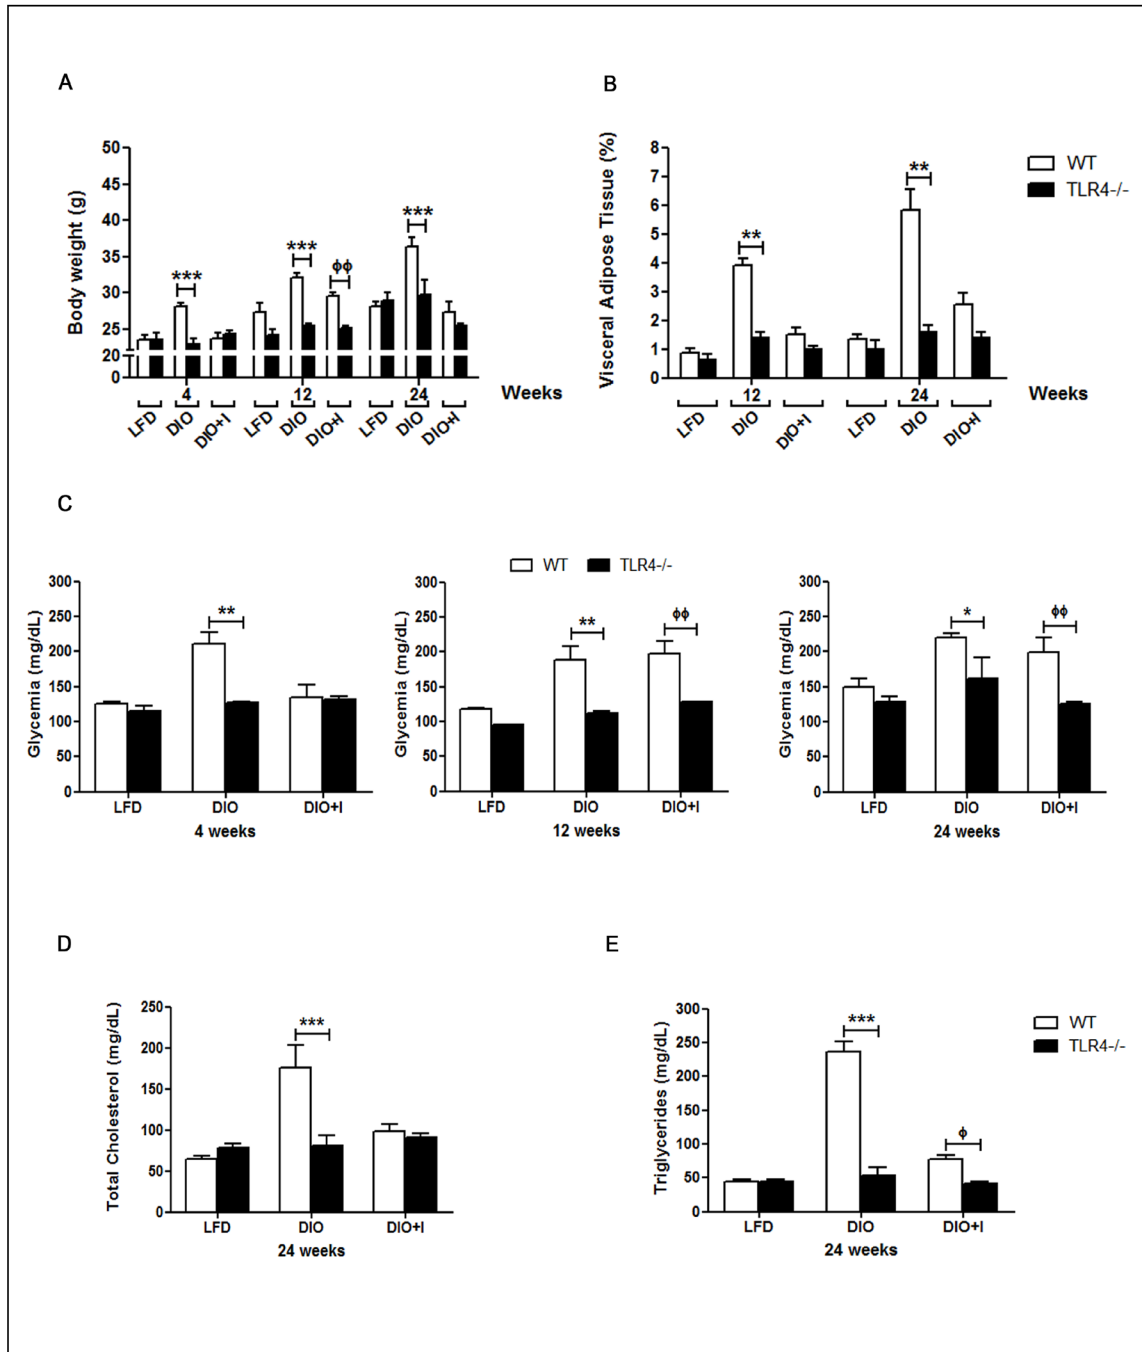 A
B
Body weight (g)
50
45
40
35
30
25
20
0
***
***
ϕϕ
***
4
12
24
Weeks
LFD
DIO
DIO+I
LFD
DIO
DIO+I
LFD
DIO
DIO+I
Visceral Adipose Tissue (%)
8
7
6
5
4
3
2
1
0
**
**
12
24
Weeks
LFD
DIO
DIO+I
LFD
DIO
DIO+I
WT
TLR4-/-
C
WT
TLR4-/-
Glycemia (mg/dL)
300
250
200
150
100
50
0
**
LFD
DIO
DIO+I
4 weeks
Glycemia (mg/dL)
300
250
200
150
100
50
0
**
ϕϕ
LFD
DIO
DIO+I
12 weeks
Glycemia (mg/dL)
300
250
200
150
100
50
0
*
ϕϕ
LFD
DIO
DIO+I
24 weeks
D
E
Total Cholesterol (mg/dL)
250
200
150
100
50
0
***
LFD
DIO
DIO+I
24 weeks
Triglycerides (mg/dL)
300
250
200
150
100
50
0
***
ϕ
LFD
DIO
DIO+I
24 weeks
WT
TLR4-/-